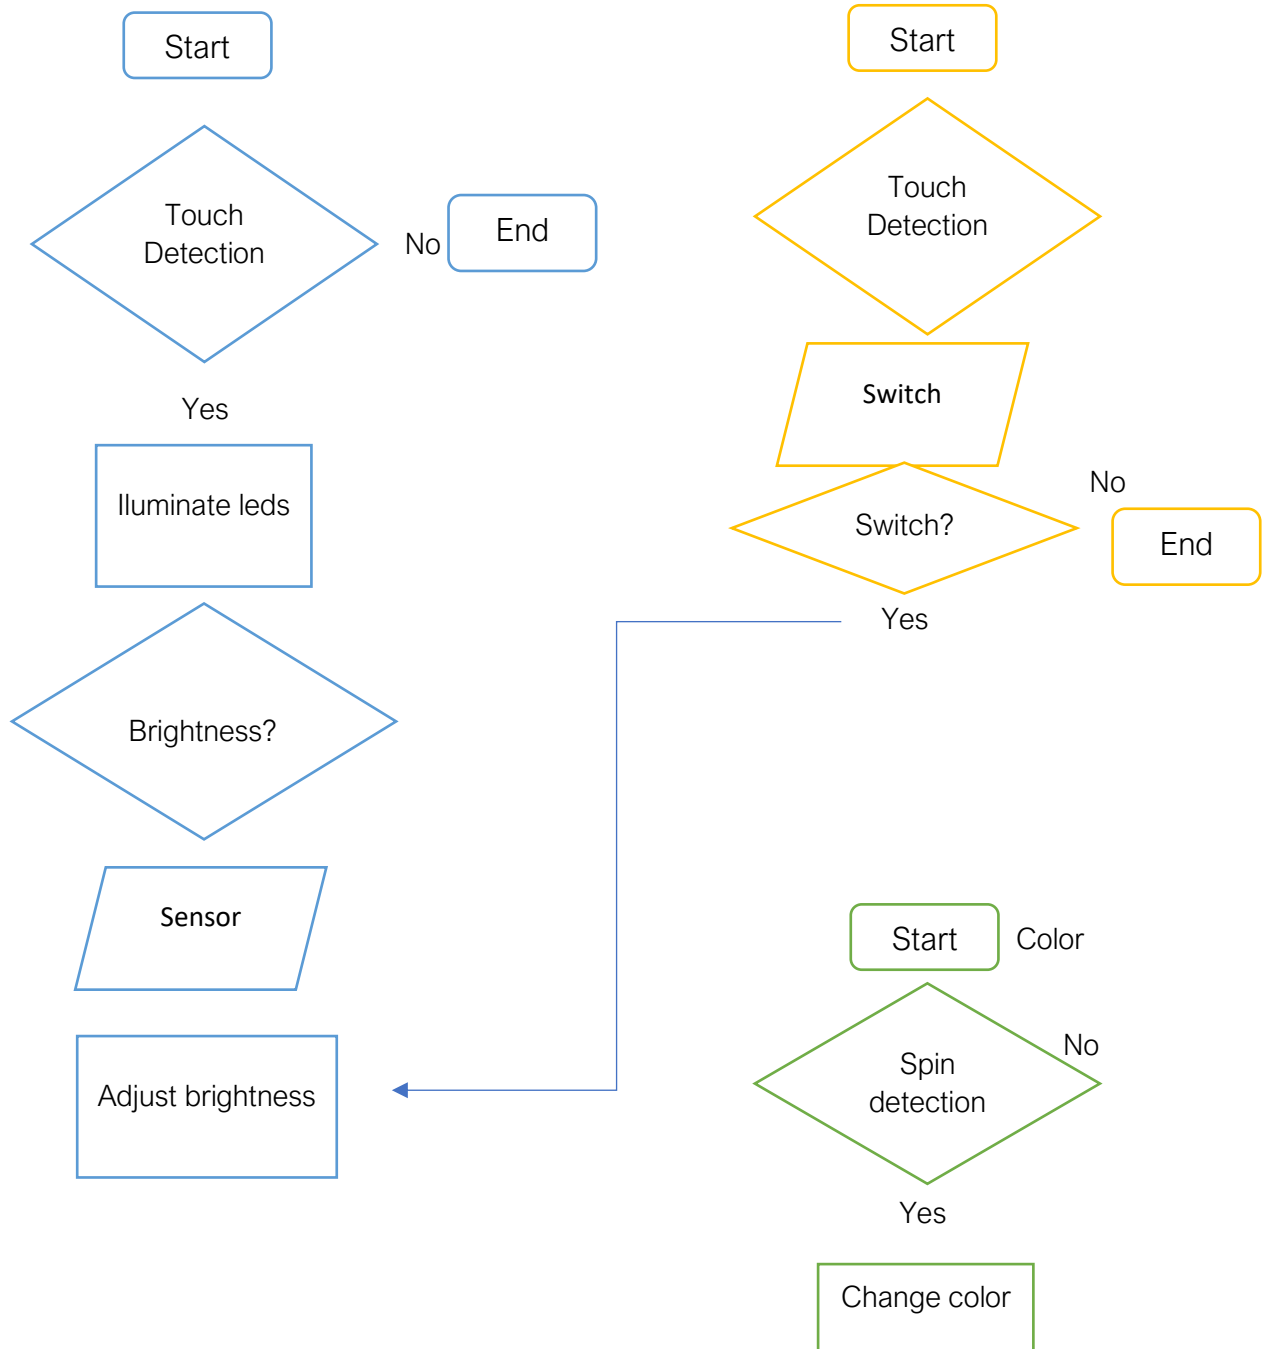 Start
Touch
Detection
No
End
Yes
lluminate leds
Brightness?
Sensor
Adjust brightness
Start
Touch
Detection
Switch
Switch?
No
End
Yes
Start
Color
Spin
detection
No
Yes
Change color